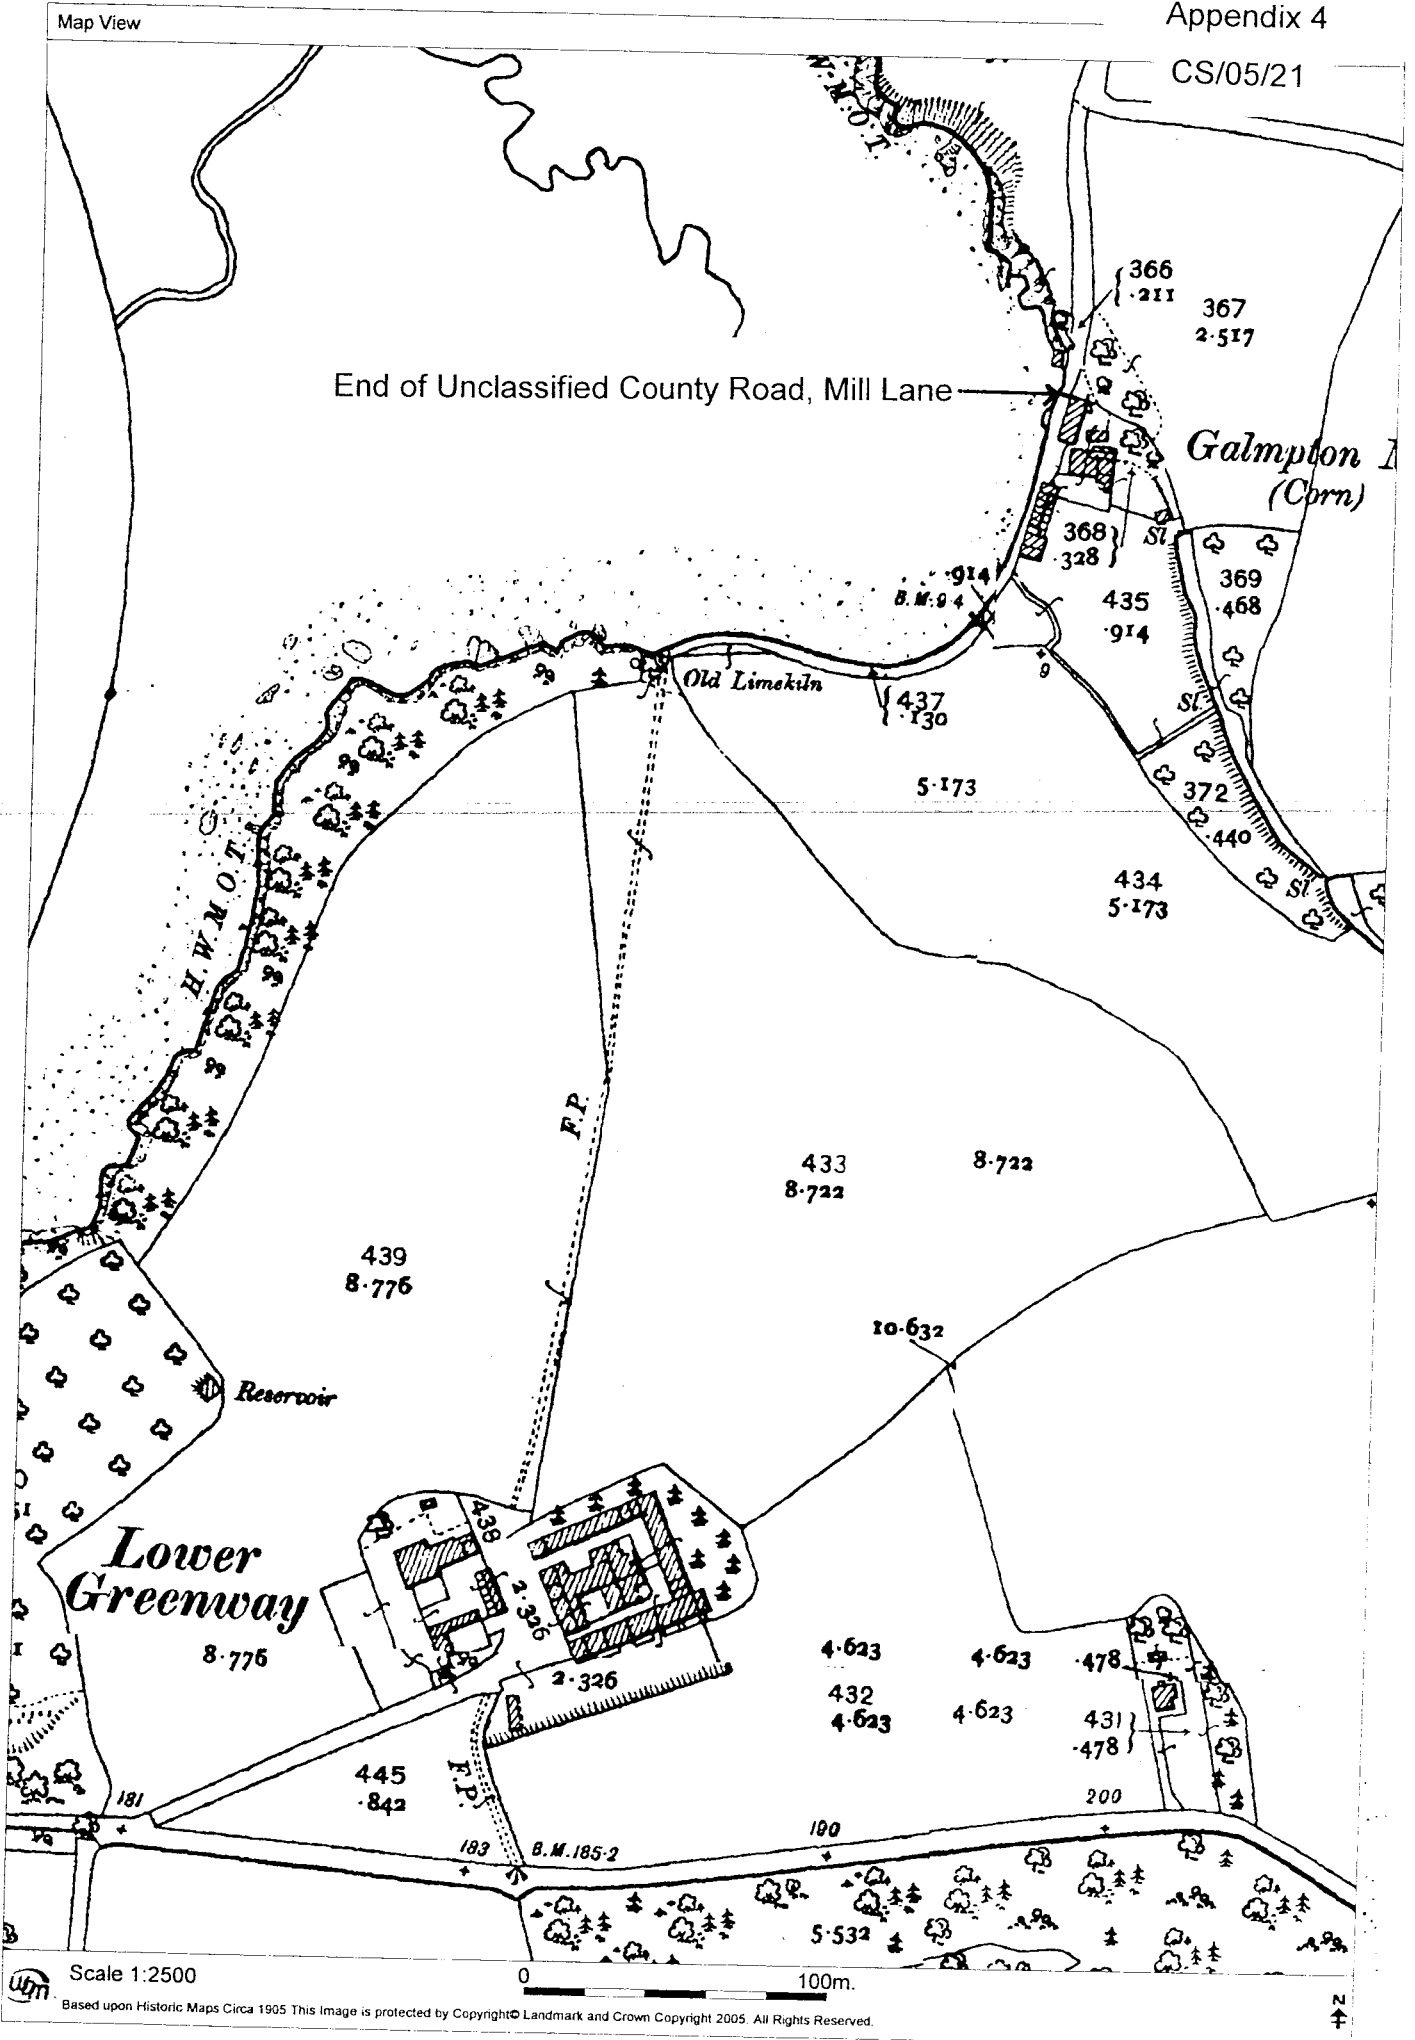 Map View
Appendix 4
CS/05/21
W.M.O.T.
366
.211
367
2.517
End of Unclassified County Road, Mill Lane
Galmpton
(Corn)
368
.328
Sl
369
.468
.914
B.M.9.4
435
.914
9
Old Limekiln
437
.130
Sl.
5.173
372
.440
434
5.173
Sl.
H.W.M.O.T.
F.P.
433
8.722
8.722
439
8.776
10.632
Reservoir
438
Lower
Greenway
8.776
2.326
2.326
4.623
4.623
.478
432
4.623
4.623
431
.478
445
.842
F.P.
181
183
B.M.185.2
190
200
5.532
Scale 1:2500
0
100m.
N
Based upon Historic Maps Circa 1905 This Image is protected by Copyright© Landmark and Crown Copyright 2005. All Rights Reserved.